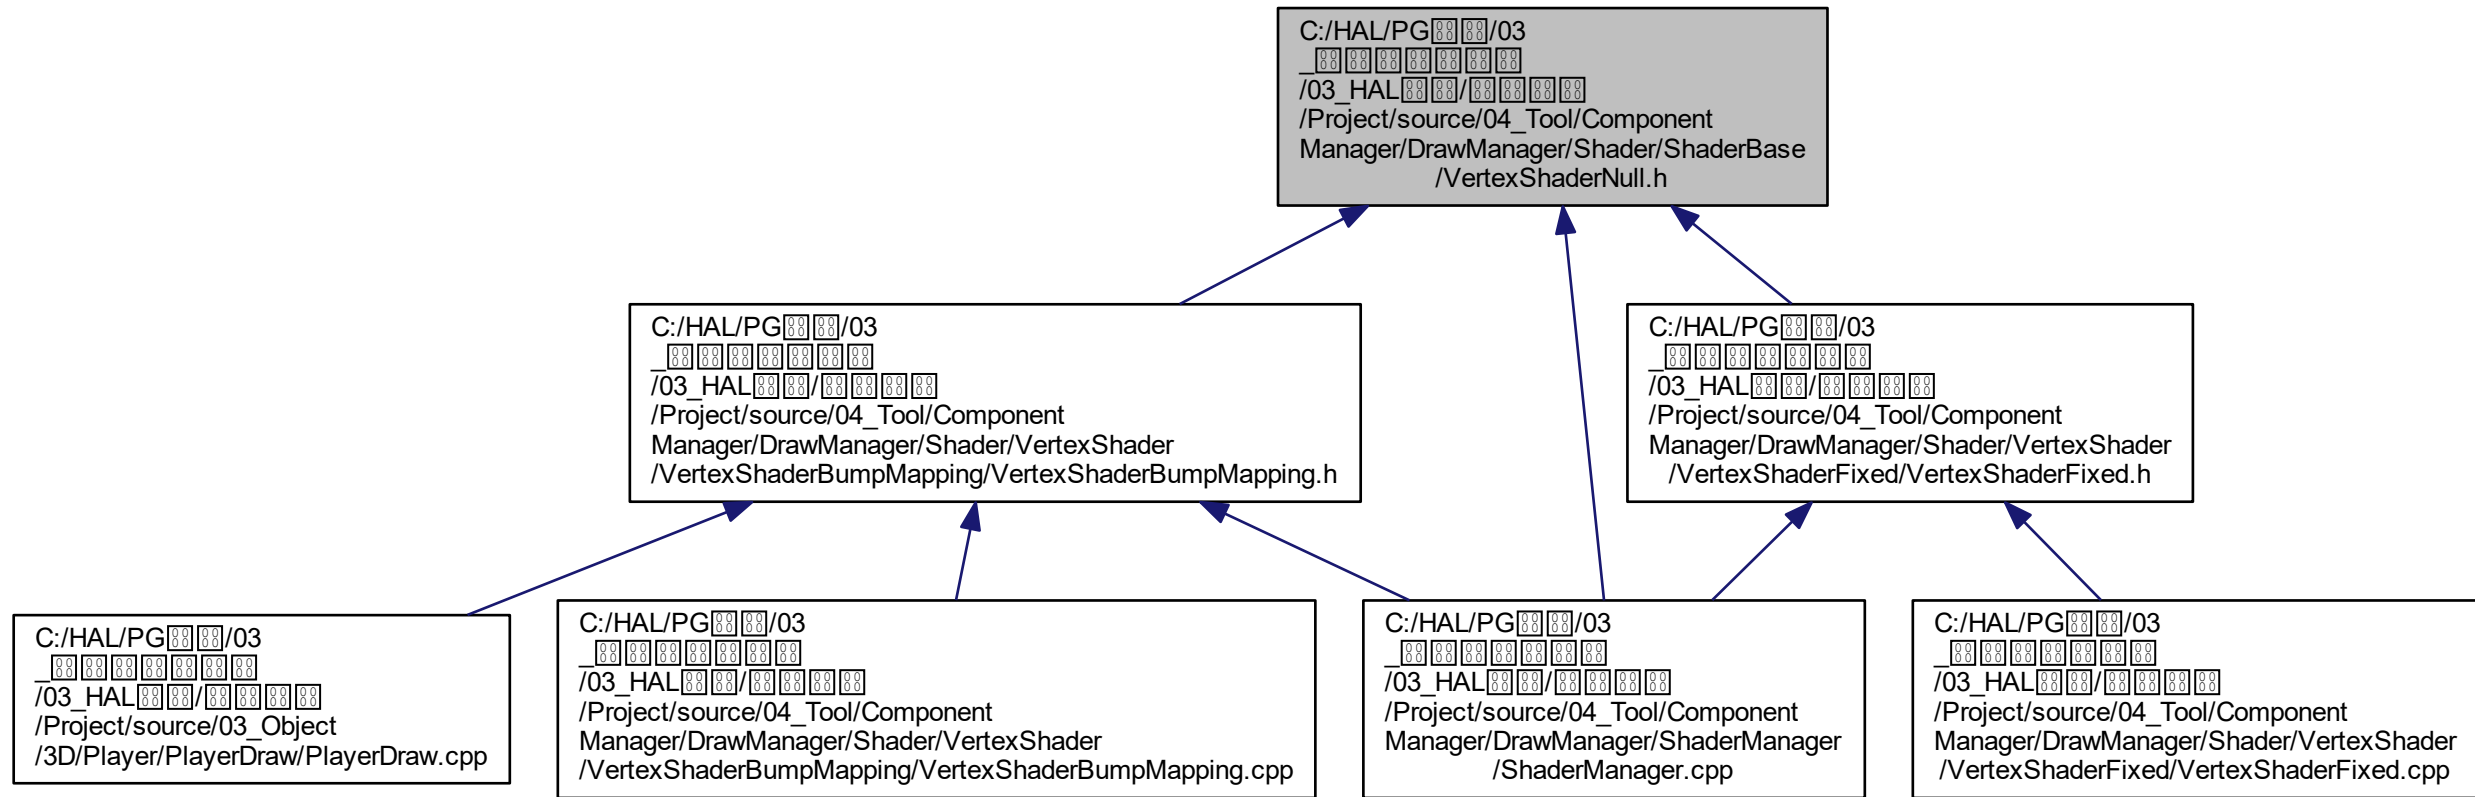 C:/HAL/PG/03
_
/03_HAL/
/Project/source/04_Tool/Component
Manager/DrawManager/Shader/ShaderBase
/VertexShaderNull.h
C:/HAL/PG/03
_
/03_HAL/
/Project/source/04_Tool/Component
Manager/DrawManager/Shader/VertexShader
/VertexShaderBumpMapping/VertexShaderBumpMapping.h
C:/HAL/PG/03
_
/03_HAL/
/Project/source/04_Tool/Component
Manager/DrawManager/Shader/VertexShader
/VertexShaderFixed/VertexShaderFixed.h
C:/HAL/PG/03
_
/03_HAL/
/Project/source/03_Object
/3D/Player/PlayerDraw/PlayerDraw.cpp
C:/HAL/PG/03
_
/03_HAL/
/Project/source/04_Tool/Component
Manager/DrawManager/Shader/VertexShader
/VertexShaderBumpMapping/VertexShaderBumpMapping.cpp
C:/HAL/PG/03
_
/03_HAL/
/Project/source/04_Tool/Component
Manager/DrawManager/ShaderManager
/ShaderManager.cpp
C:/HAL/PG/03
_
/03_HAL/
/Project/source/04_Tool/Component
Manager/DrawManager/Shader/VertexShader
/VertexShaderFixed/VertexShaderFixed.cpp